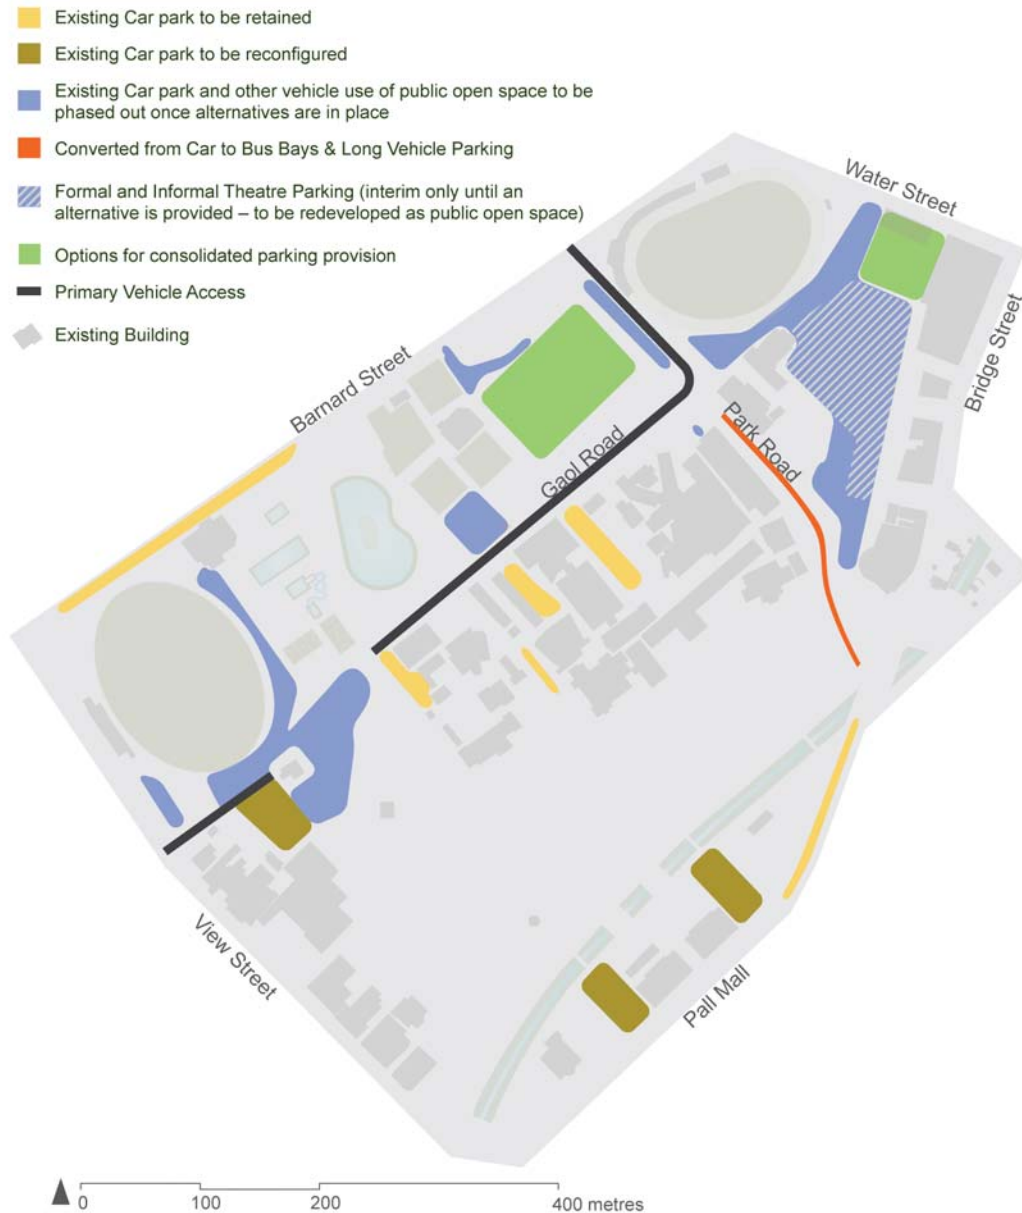 Existing Car park to be retained
Existing Car park to be reconfigured
Existing Car park and other vehicle use of public open space to be
phased out once alternatives are in place
Converted from Car to Bus Bays & Long Vehicle Parking
Formal and Informal Theatre Parking (interim only until an
alternative is provided – to be redeveloped as public open space)
Options for consolidated parking provision
Primary Vehicle Access
Existing Building
Water Street
Bridge Street
Barnard Street
Gaol Road
Park Road
View Street
Pall Mall
0 100 200 400 metres